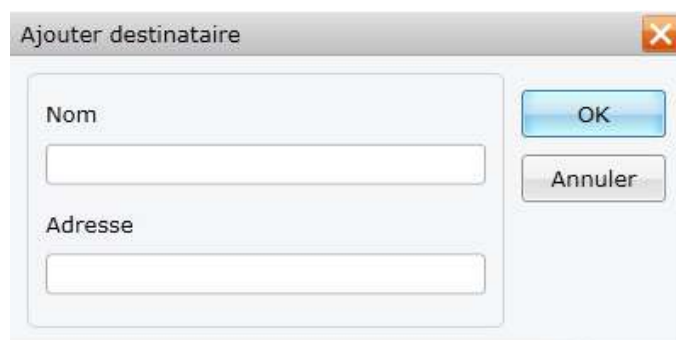 Ajouter destinataire
Nom
OK
Annuler
Adresse